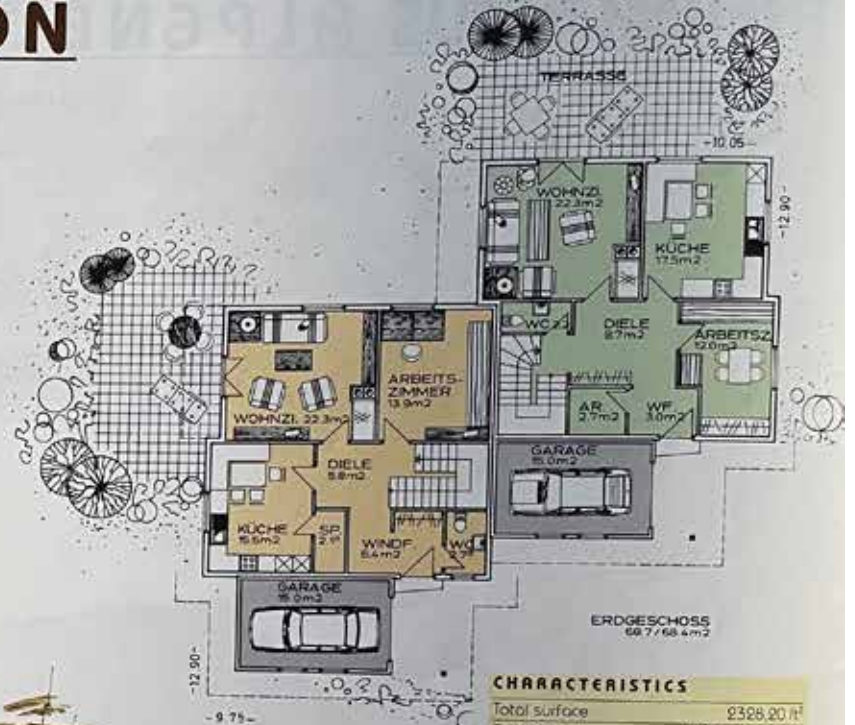 ON
TERRASSE
-10.05-
WOHNZI.
22.3m2
KÜCHE
17.5m2
-12.90-
WC
DIELE
ARBEITSZ.
12.0m2
AR.
2.7m2
WF.
3.0m2
GARAGE
15.0m2
WOHNZI. 22.3m2
ARBEITS-
ZIMMER
13.9m2
DIELE
5.8m2
KÜCHE
15.5m2
SP.
WINDF.
5.4m2
WC
GARAGE
15.0m2
ERDGESCHOSS
68.7/68.4m2
-12.90-
-9.75-
CHARACTERISTICS
Total surface 2328,20 ft²